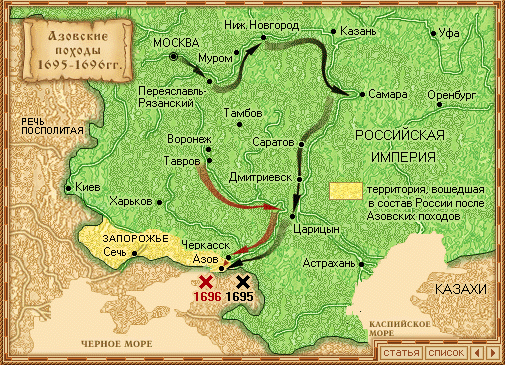 Азовские
походы
1695-1696гг.
МОСКВА
Ниж.Новгород
Казань
Уфа
Муром
Переяславль-
Рязанский
Самара
Оренбург
Тамбов
РЕЧЬ
ПОСПОЛИТАЯ
Воронеж
Тавров
Саратов
РОССИЙСКАЯ
ИМПЕРИЯ
Дмитриевск
Киев
Харьков
территория, вошедшая
в состав России после
Азовских походов
Царицын
ЗАПОРОЖЬЕ
Сечь
Черкасск
Азов
Астрахань
1696
1695
КАЗАХИ
КАСПИЙСКОЕ
МОРЕ
ЧЕРНОЕ МОРЕ
статья
список